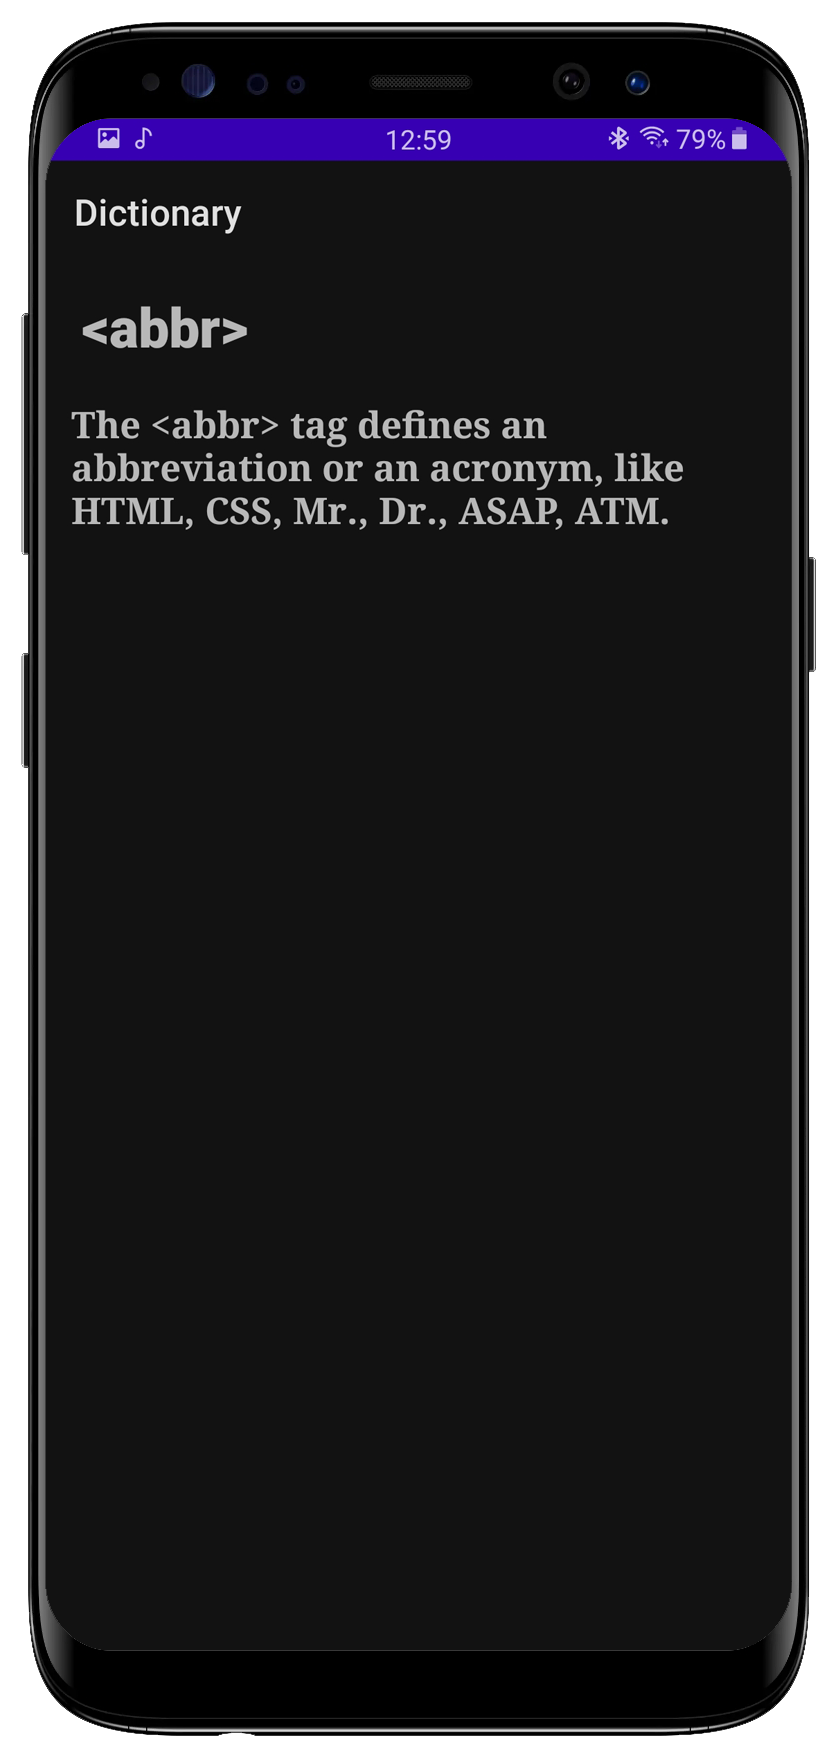 12:59
79%
Dictionary
<abbr>
The <abbr> tag defines an
abbreviation or an acronym, like
HTML, CSS, Mr., Dr., ASAP, ATM.